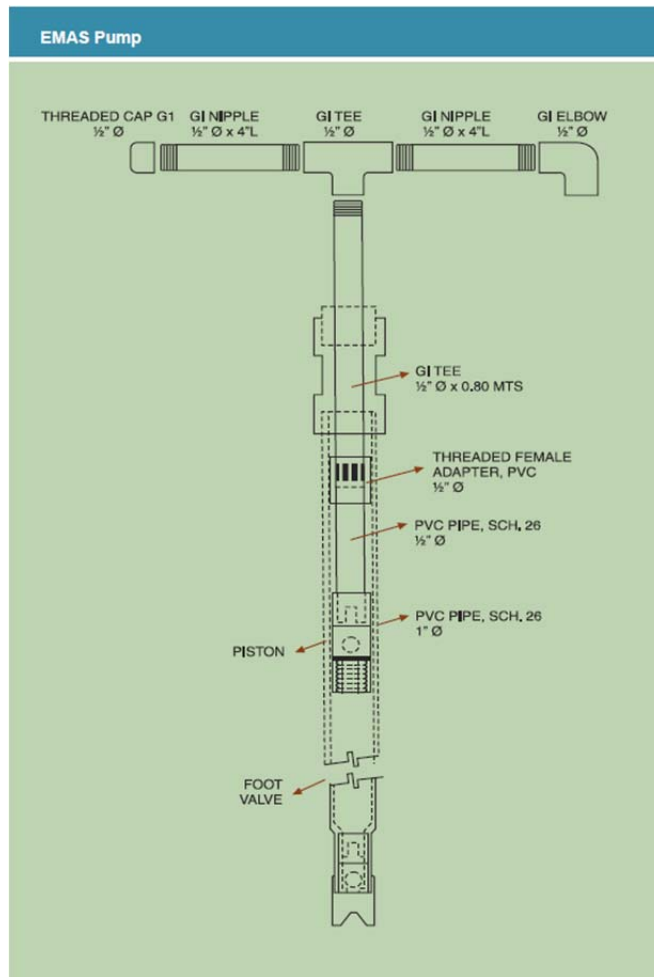 EMAS Pump
THREADED CAP G1
½" Ø
GI NIPPLE
½" Ø x 4"L
GI TEE
½" Ø
GI NIPPLE
½" Ø x 4"L
GI ELBOW
½" Ø
GI TEE
½" Ø x 0.80 MTS
THREADED FEMALE
ADAPTER, PVC
½" Ø
PVC PIPE, SCH. 26
½" Ø
PVC PIPE, SCH. 26
1" Ø
PISTON
FOOT
VALVE